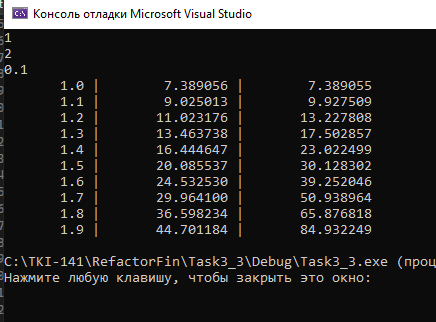 Консоль отладки Microsoft Visual Studio
1
2
0.1
1.0 | 7.389056 | 7.389055
1.1 | 9.025013 | 9.927509
1.2 | 11.023176 | 13.227808
1.3 | 13.463738 | 17.502857
1.4 | 16.444647 | 23.022499
1.5 | 20.085537 | 30.128302
1.6 | 24.532530 | 39.252046
1.7 | 29.964100 | 50.938964
1.8 | 36.598234 | 65.876818
1.9 | 44.701184 | 84.932249
C:\TKI-141\RefactorFin\Task3_3\Debug\Task3_3.exe (проц
Нажмите любую клавишу, чтобы закрыть это окно: